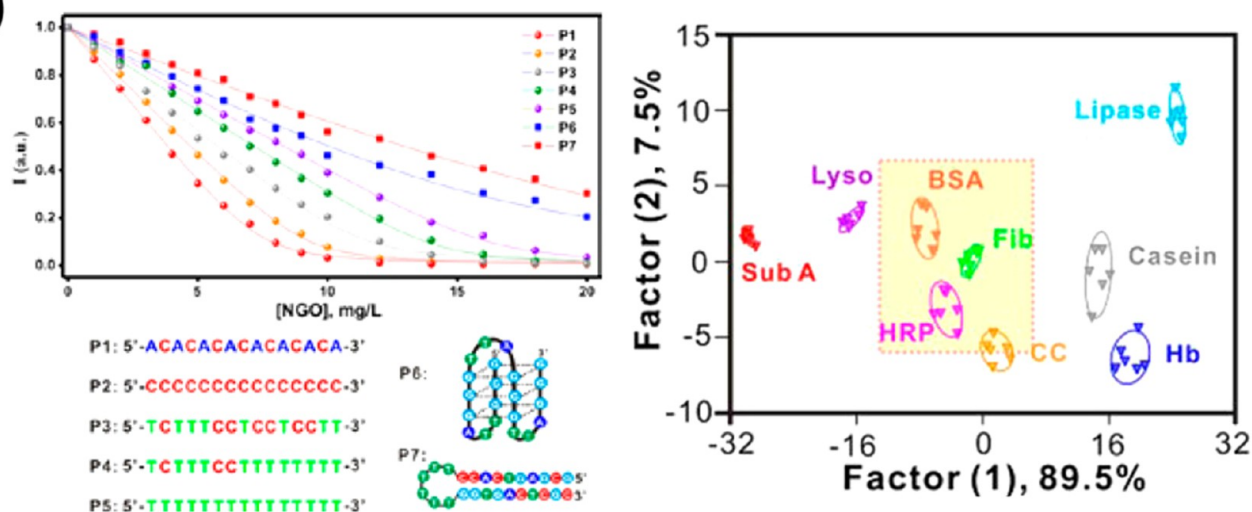 )
1.0
0.8
0.6
0.4
0.2
0.0
I (a.u.)
0
5
10
15
20
[NGO], mg/L
P1
P2
P3
P4
P5
P6
P7
P1: 5'-ACACACACACACACA-3'
P2: 5'-CCCCCCCCCCCCCCC-3'
P3: 5'-TCTTTCCTCCTCCTT-3'
P4: 5'-TCTTTCCTTTTTTTT-3'
P5: 5'-TTTTTTTTTTTTTTT-3'
P6:
5'
3'
P7:
5'
3'
15
10
5
0
-5
-10
Factor (2), 7.5%
-32
-16
0
16
32
Factor (1), 89.5%
Lipase
Lyso
BSA
Sub A
Fib
Casein
HRP
CC
Hb